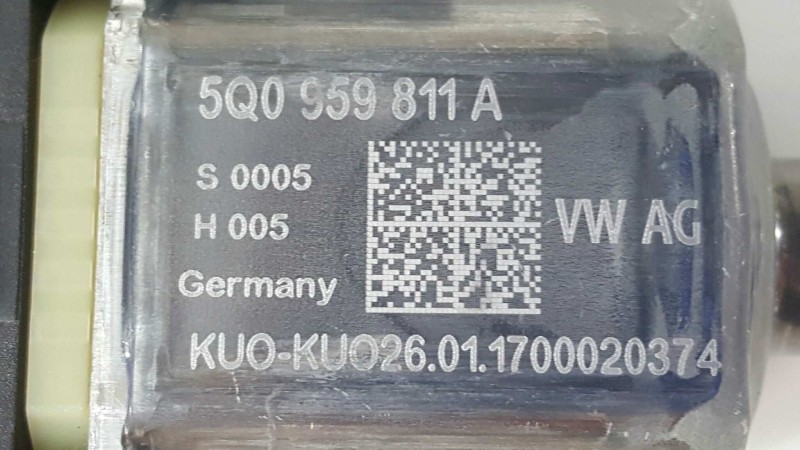 5Q0 959 811 A
S 0005
H 005
VW AG
Germany
KUO-KUO26.01.1700020374